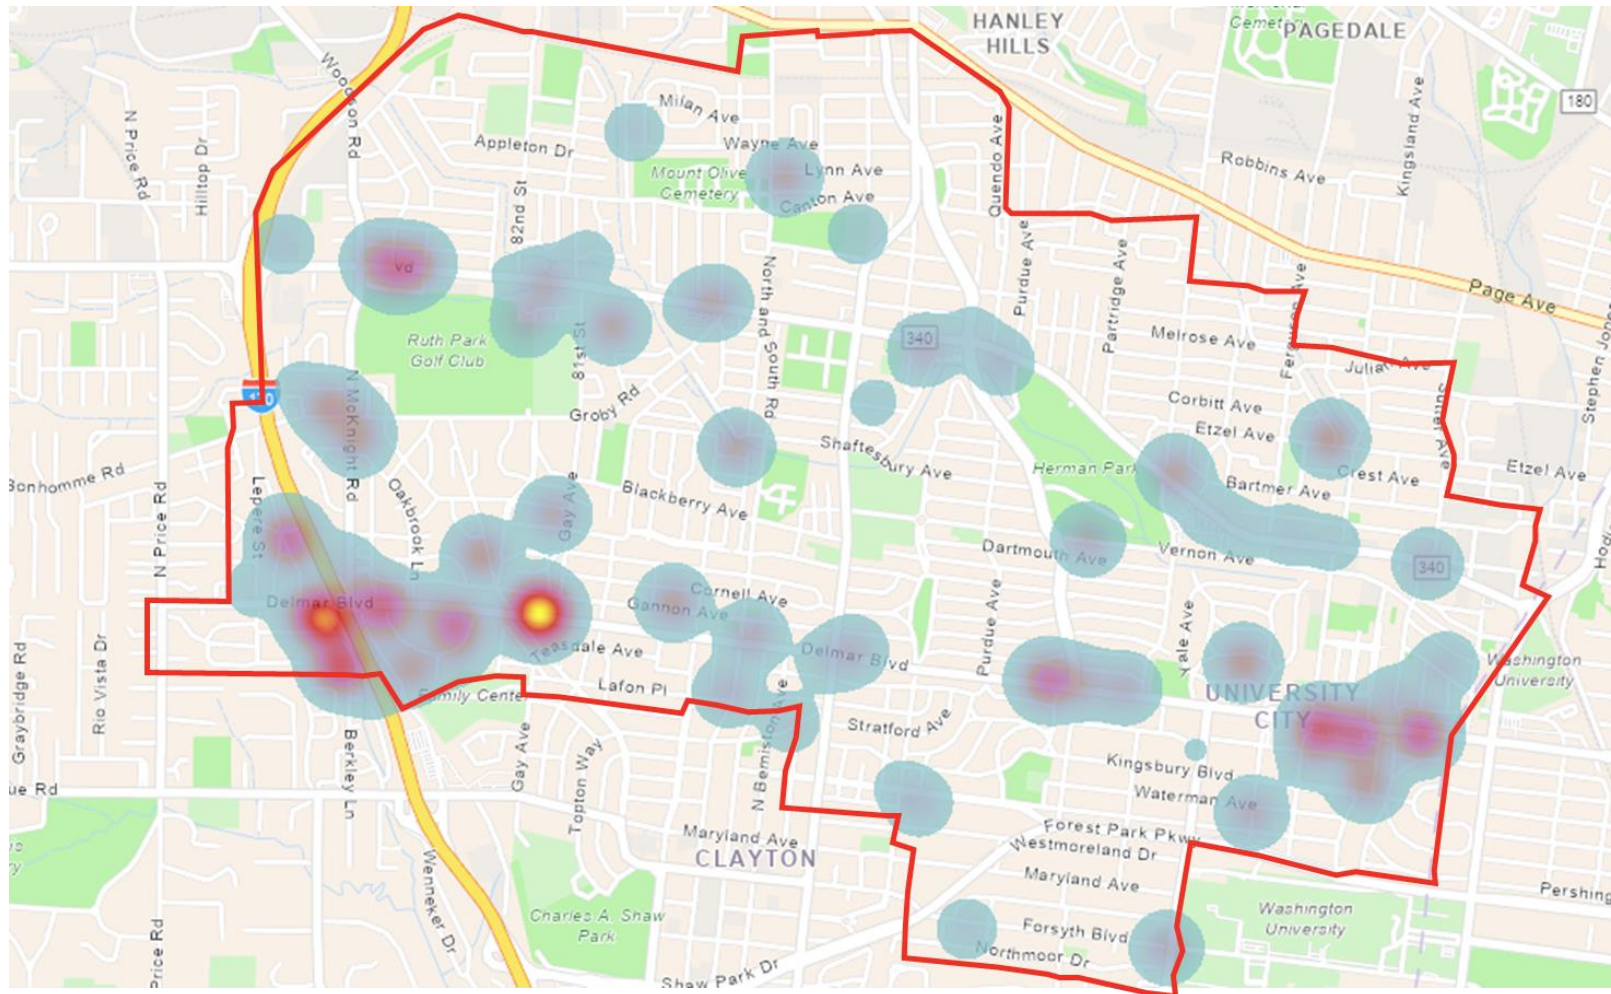 HANLEY
HILLS
PAGEDALE
180
Woodson Rd
N Price Rd
Hilltop Dr
Milan Ave
Wayne Ave
Appleton Dr
Mount Olive
Cemetery
Lynn Ave
Canton Ave
82nd St
Quendo Ave
Robbins Ave
Kingsland Ave
Page Ave
vd
North and South Rd
Purdue Ave
Partridge Ave
Ferguson Ave
340
Melrose Ave
Ruth Park
Golf Club
81st St
Groby Rd
N McKnight Rd
Corbitt Ave
Etzel Ave
Crest Ave
Etzel Ave
Shaftesbury Ave
Herman Park
Bartmer Ave
Bonhomme Rd
N Price Rd
Lepere St
Oakbrook Ln
Gay Ave
Blackberry Ave
Dartmouth Ave
Vernon Ave
340
Delmar Blvd
Cornell Ave
Gannon Ave
Teasdale Ave
Delmar Blvd
Purdue Ave
Yale Ave
Graybridge Rd
Rio Vista Dr
Lafon Pl
Family Center
N Bemiston Ave
Stratford Ave
UNIVERSITY
CITY
Washington
University
Berkley Ln
Gay Ave
Topton Way
Kingsbury Blvd
Waterman Ave
ue Rd
Maryland Ave
CLAYTON
Forest Park Pkwy
Westmoreland Dr
Maryland Ave
Pershing
Wenneker Dr
Charles A. Shaw
Park
Forsyth Blvd
Northmoor Dr
Washington
University
Price Rd
Shaw Park Dr